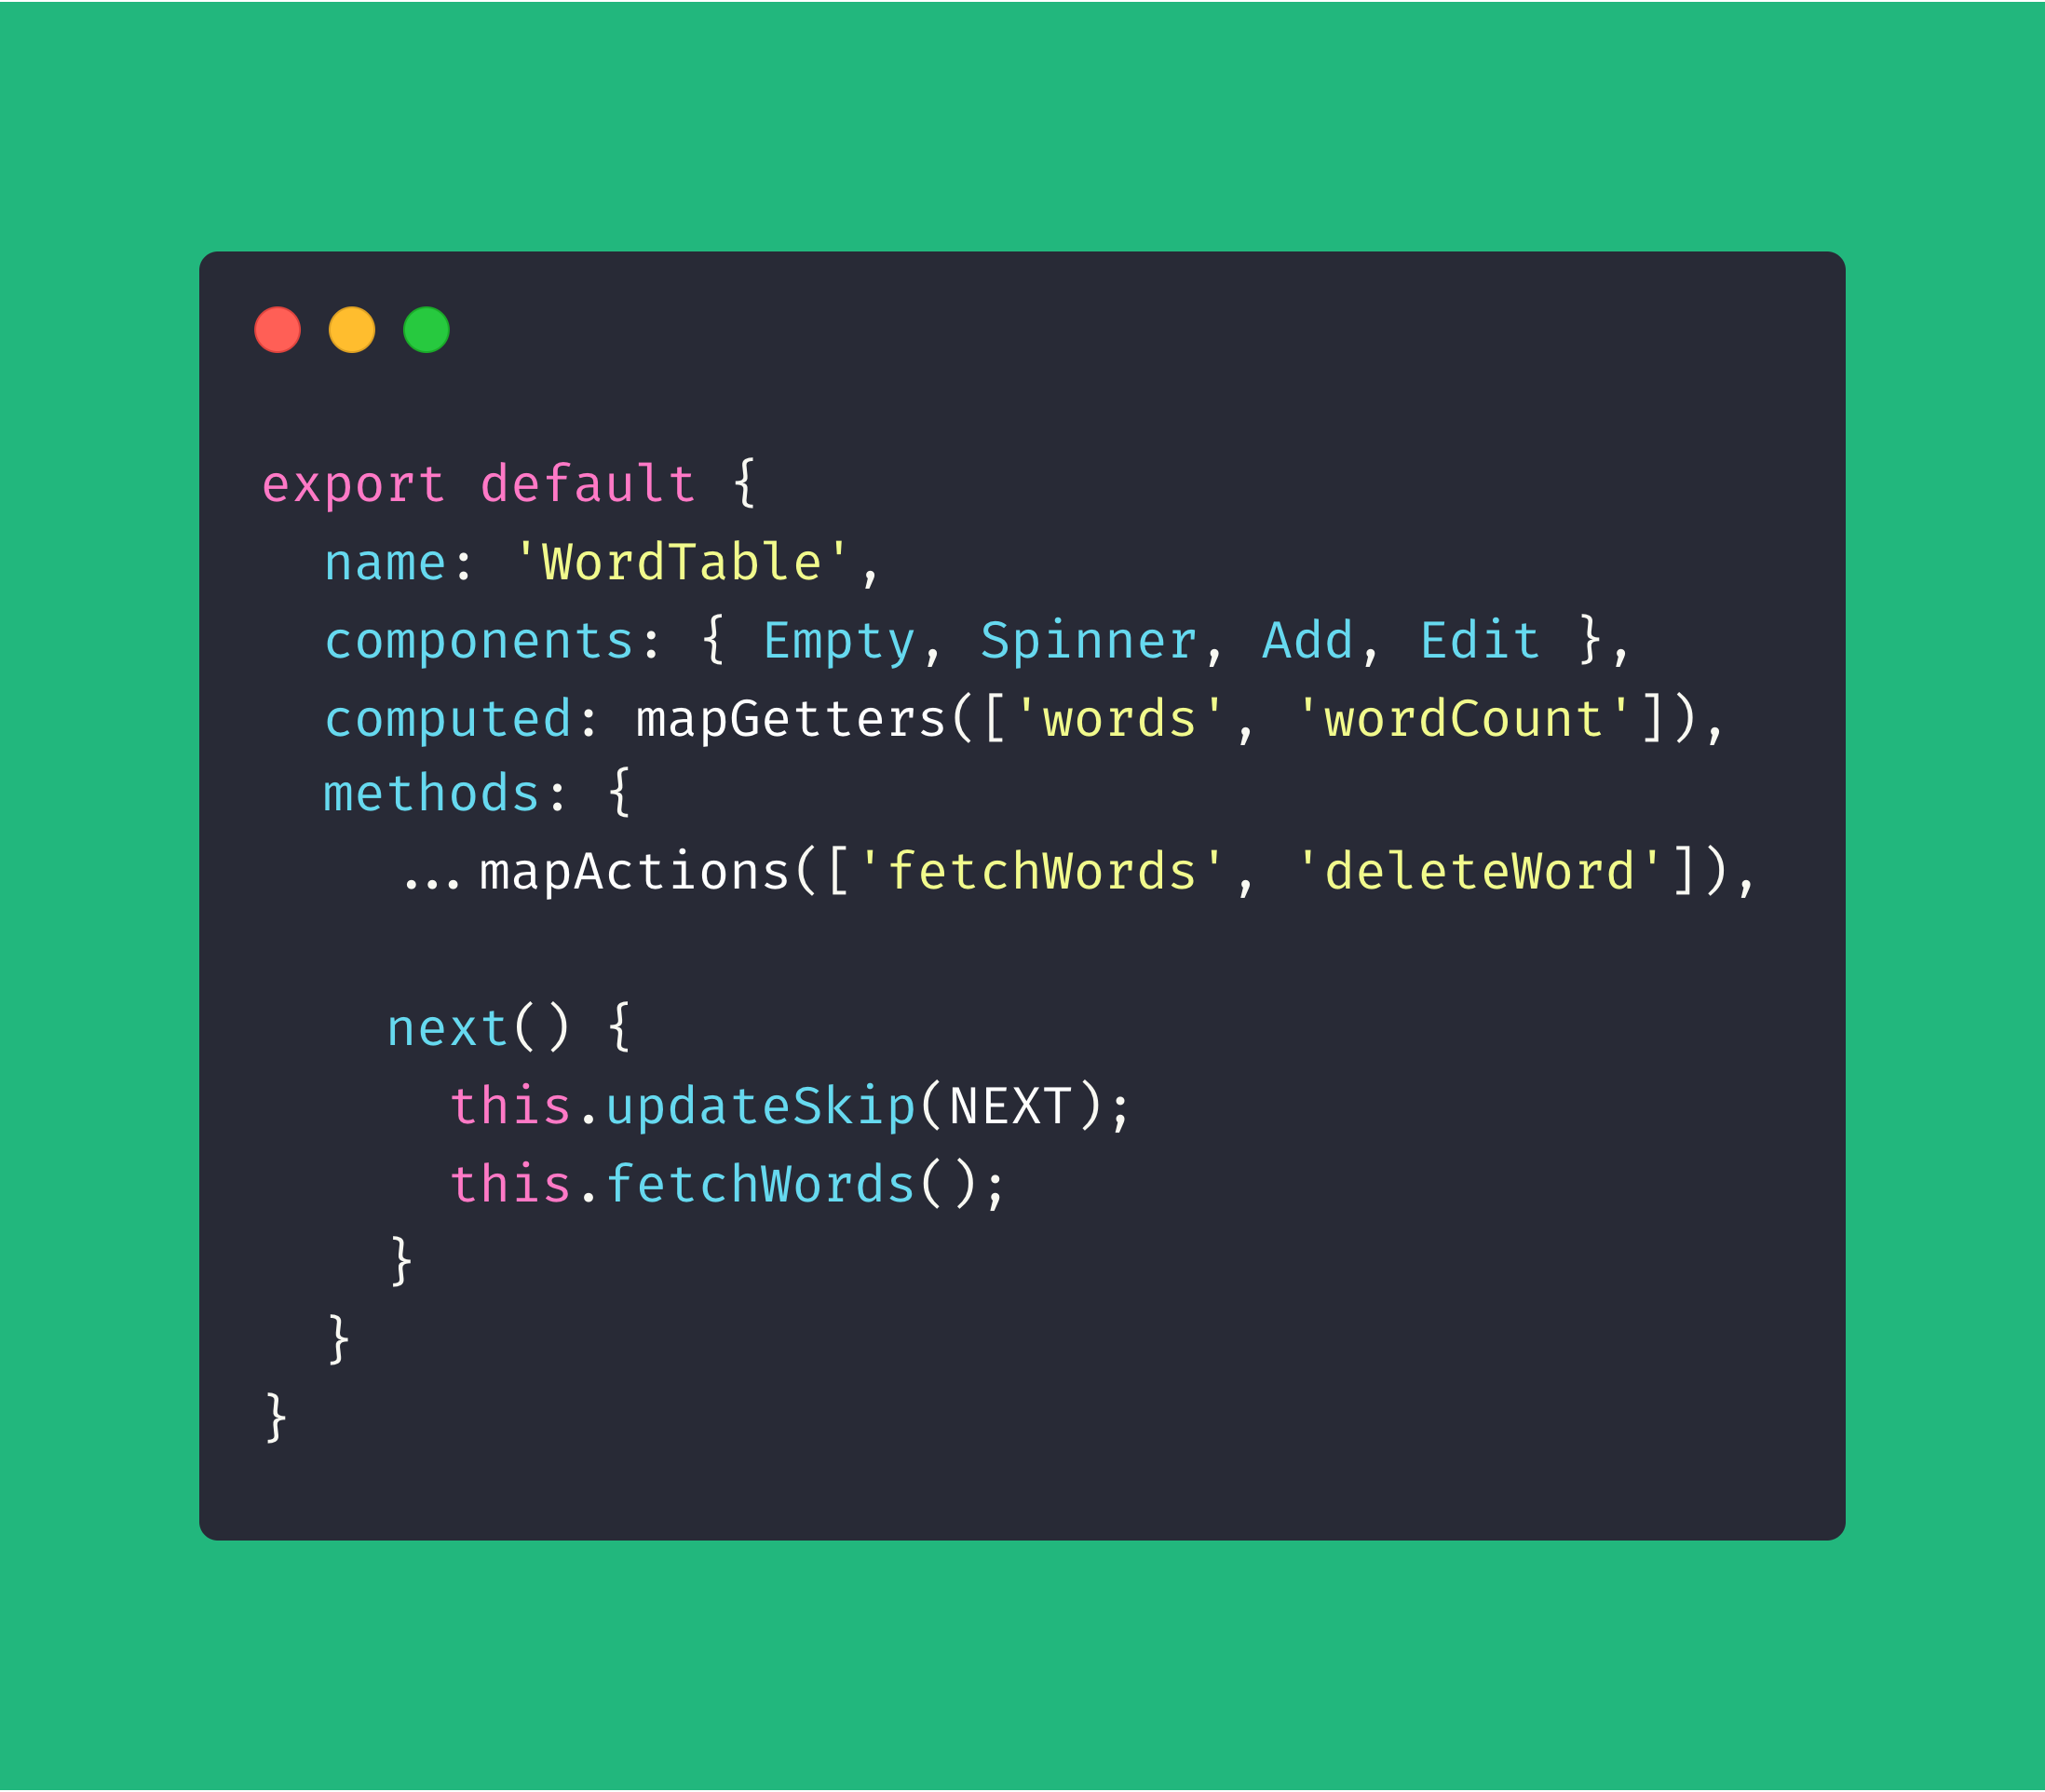 export default {
  name: 'WordTable',
  components: { Empty, Spinner, Add, Edit },
  computed: mapGetters(['words', 'wordCount']),
  methods: {
    ...mapActions(['fetchWords', 'deleteWord']),

    next() {
      this.updateSkip(NEXT);
      this.fetchWords();
    }
  }
}